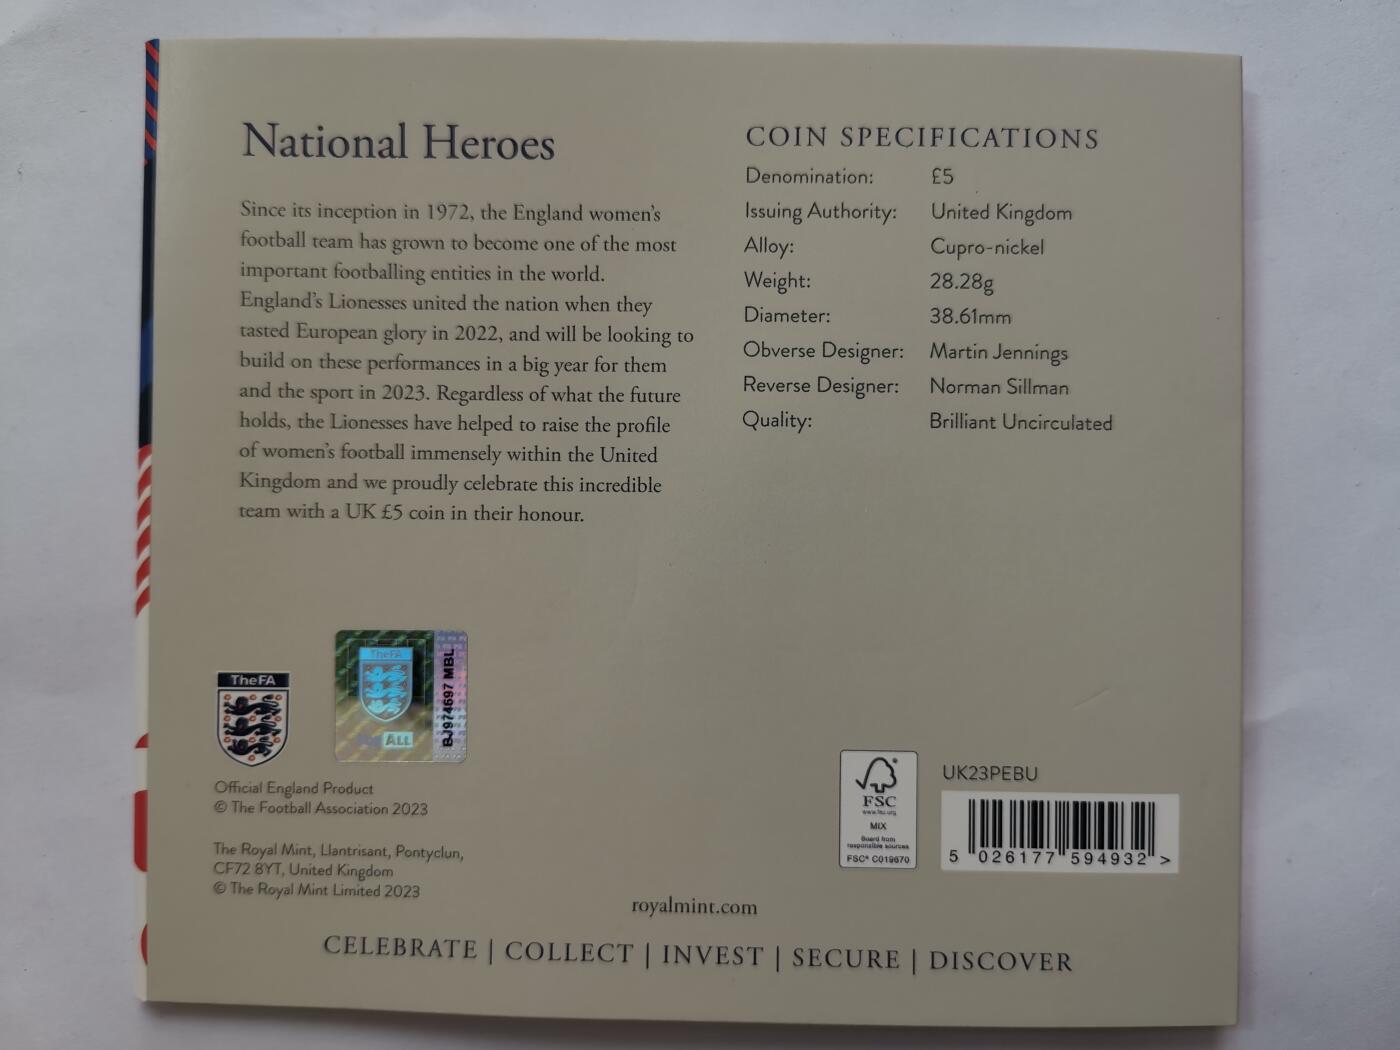 National Heroes
Since its inception in 1972, the England women's
football team has grown to become one of the most
important footballing entities in the world.
England's Lionesses united the nation when they
tasted European glory in 2022, and will be looking to
build on these performances in a big year for them
and the sport in 2023. Regardless of what the future
holds, the Lionesses have helped to raise the profile
of women's football immensely within the United
Kingdom and we proudly celebrate this incredible
team with a UK £5 coin in their honour.
COIN SPECIFICATIONS
Denomination: £5
Issuing Authority: United Kingdom
Alloy: Cupro-nickel
Weight: 28.28g
Diameter: 38.61mm
Obverse Designer: Martin Jennings
Reverse Designer: Norman Sillman
Quality: Brilliant Uncirculated
TheFA
TheFA
ALL
BJ974697 MBL
Official England Product
© The Football Association 2023
The Royal Mint, Llantrisant, Pontyclun,
CF72 8YT, United Kingdom
© The Royal Mint Limited 2023
FSC
www.fsc.org
MIX
Board from
responsible sources
FSC® C019670
UK23PEBU
5 026177 594932 >
royalmint.com
CELEBRATE | COLLECT | INVEST | SECURE | DISCOVER